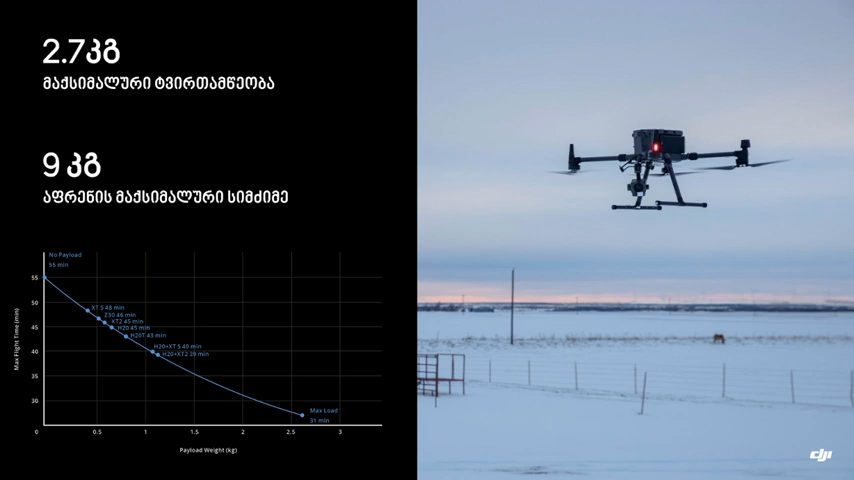 2.7კგ
მაქსიმალური ტვირთამწეობა
9 კგ
აფრენის მაქსიმალური სიმძიმე
No Payload
55 min
XT S 48 min
Z30 46 min
XT2 45 min
H20 45 min
H20T 43 min
H20+XT S 40 min
H20+XT2 39 min
Max Load
31 min
Max Flight Time (min)
55
50
45
40
35
30
0
0.5
1
1.5
2
2.5
3
Payload Weight (kg)
dji